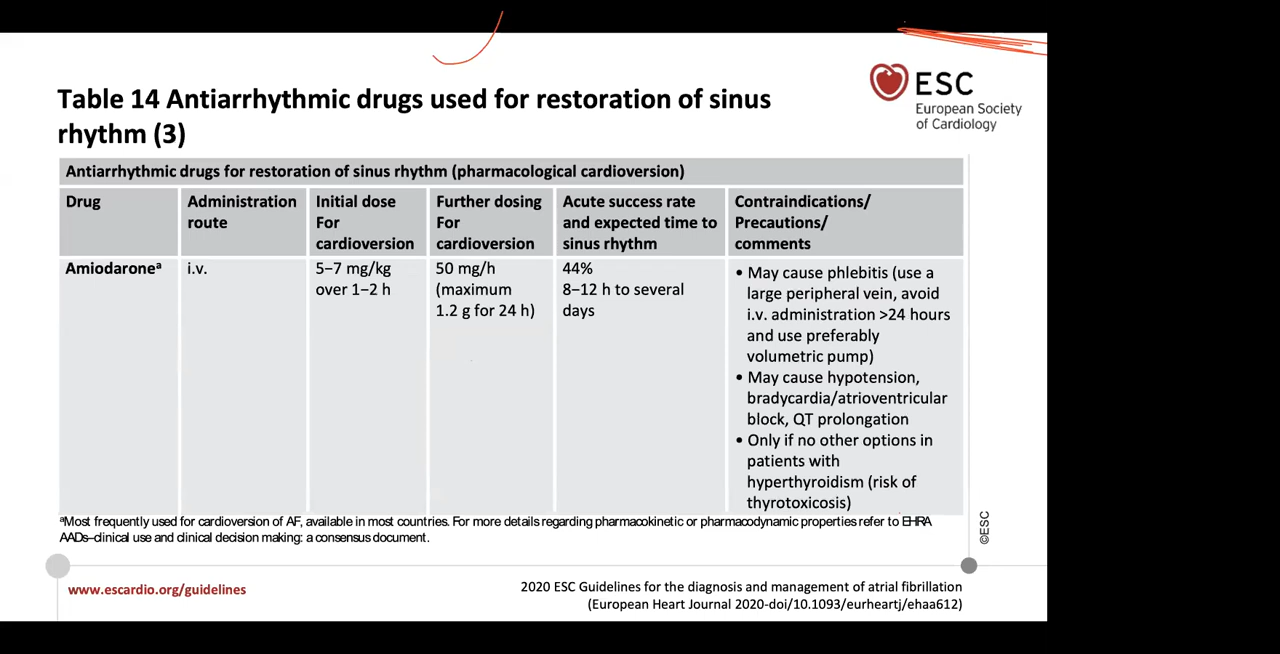 Table 14 Antiarrhythmic drugs used for restoration of sinus
rhythm (3)
ESC
European Society
of Cardiology
Antiarrhythmic drugs for restoration of sinus rhythm (pharmacological cardioversion)
Drug
Administration
route
Initial dose
For
cardioversion
Further dosing
For
cardioversion
Acute success rate
and expected time to
sinus rhythm
Contraindications/
Precautions/
comments
Amiodaroneᵃ
i.v.
5–7 mg/kg
over 1–2 h
50 mg/h
(maximum
1.2 g for 24 h)
44%
8–12 h to several
days
• May cause phlebitis (use a
large peripheral vein, avoid
i.v. administration >24 hours
and use preferably
volumetric pump)
• May cause hypotension,
bradycardia/atrioventricular
block, QT prolongation
• Only if no other options in
patients with
hyperthyroidism (risk of
thyrotoxicosis)
ᵃMost frequently used for cardioversion of AF, available in most countries. For more details regarding pharmacokinetic or pharmacodynamic properties refer to EHRA
AADs–clinical use and clinical decision making: a consensus document.
©ESC
www.escardio.org/guidelines
2020 ESC Guidelines for the diagnosis and management of atrial fibrillation
(European Heart Journal 2020-doi/10.1093/eurheartj/ehaa612)